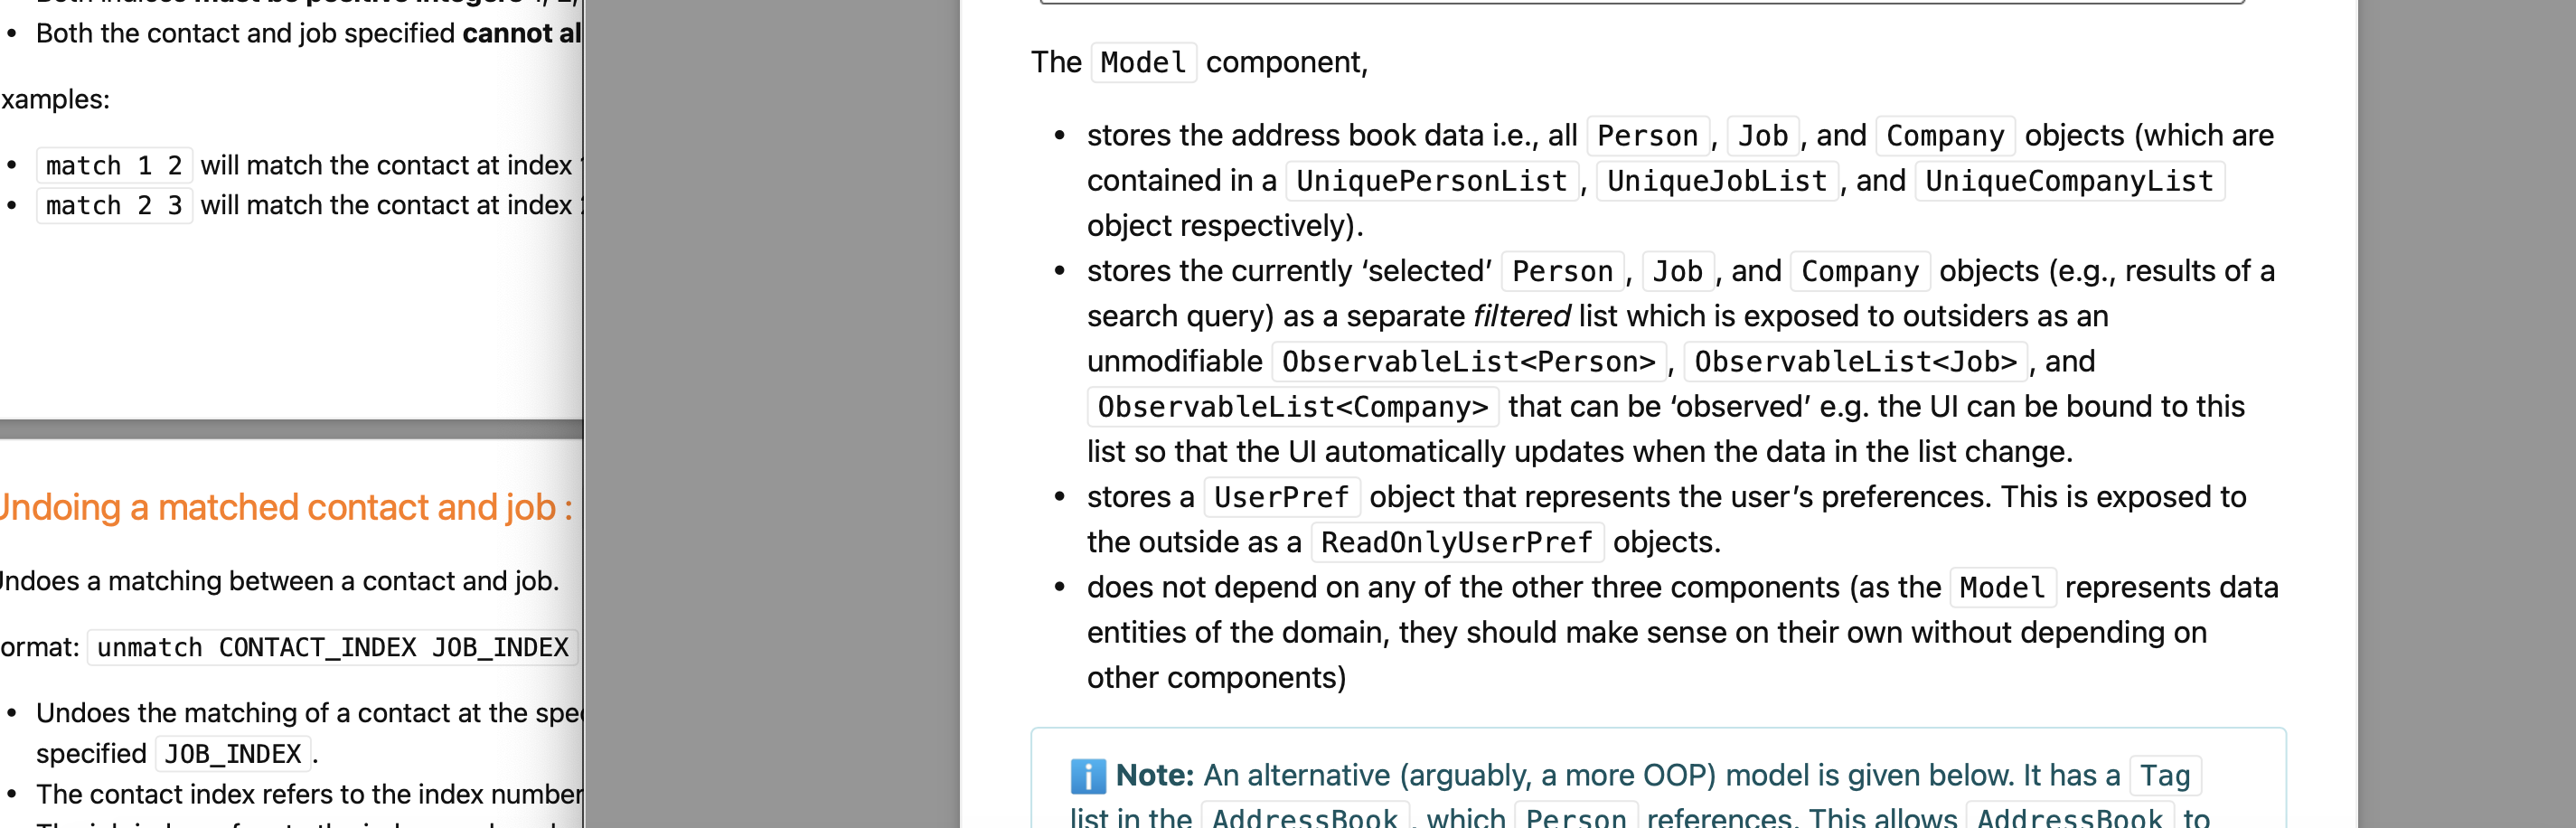 Both indices must be positive integers 1, 2,
• Both the contact and job specified cannot al
xamples:
• match 1 2 will match the contact at index
• match 2 3 will match the contact at index
Undoing a matched contact and job :
Undoes a matching between a contact and job.
ormat: unmatch CONTACT_INDEX JOB_INDEX
• Undoes the matching of a contact at the spe
specified JOB_INDEX .
• The contact index refers to the index number
The Model component,
• stores the address book data i.e., all Person , Job , and Company objects (which are
contained in a UniquePersonList , UniqueJobList , and UniqueCompanyList
object respectively).
• stores the currently ‘selected’ Person , Job , and Company objects (e.g., results of a
search query) as a separate filtered list which is exposed to outsiders as an
unmodifiable ObservableList<Person> , ObservableList<Job> , and
ObservableList<Company> that can be ‘observed’ e.g. the UI can be bound to this
list so that the UI automatically updates when the data in the list change.
• stores a UserPref object that represents the user’s preferences. This is exposed to
the outside as a ReadOnlyUserPref objects.
• does not depend on any of the other three components (as the Model represents data
entities of the domain, they should make sense on their own without depending on
other components)
i Note: An alternative (arguably, a more OOP) model is given below. It has a Tag
list in the AddressBook , which Person references. This allows AddressBook to